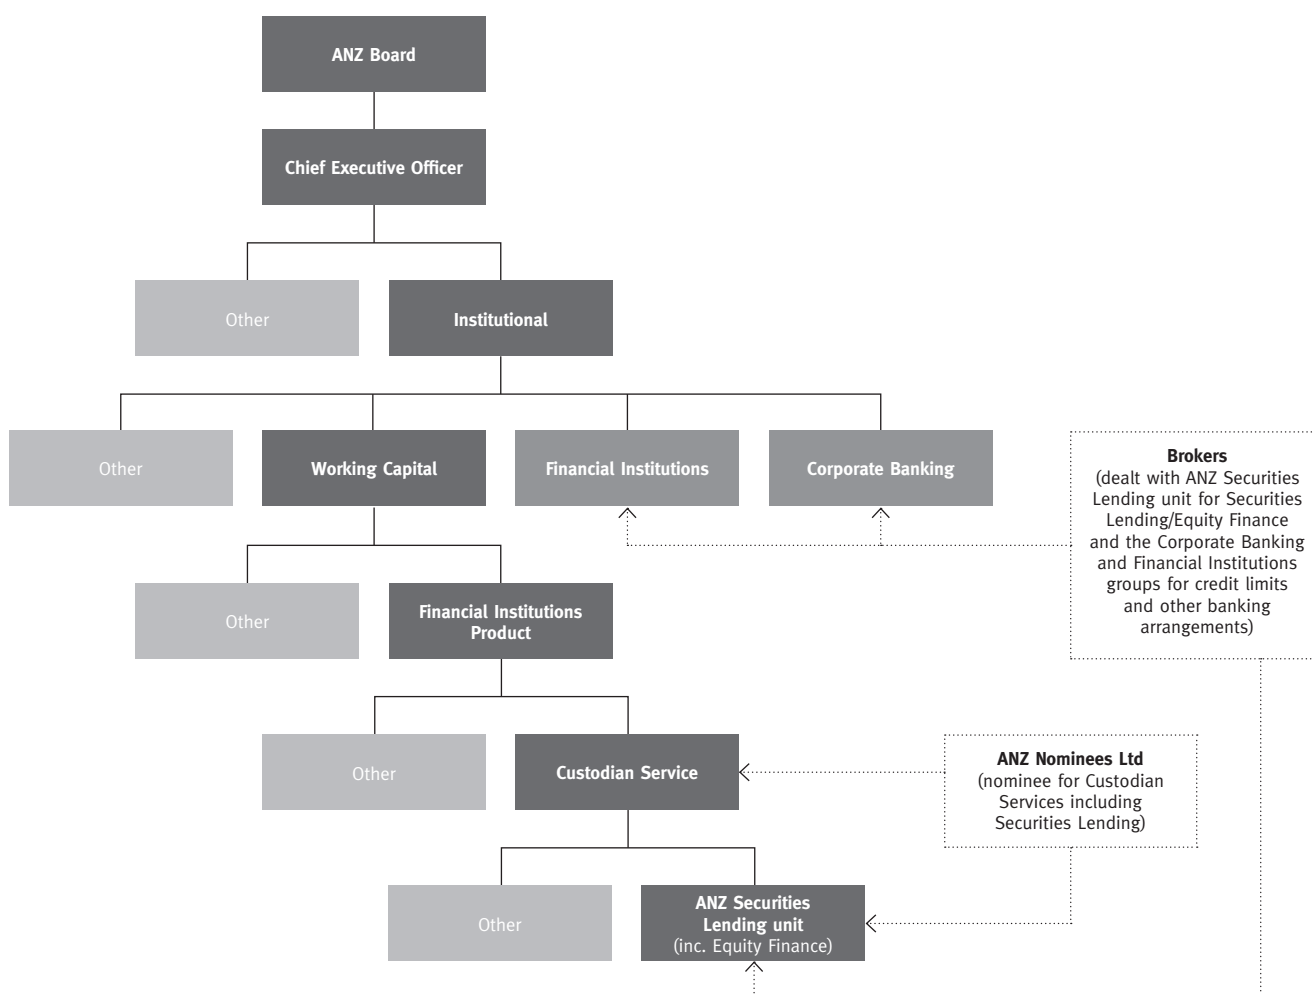 ANZ Board
Chief Executive Officer
Other
Institutional
Other
Working Capital
Financial Institutions
Corporate Banking
Brokers
(dealt with ANZ Securities
Lending unit for Securities
Lending/Equity Finance
and the Corporate Banking
and Financial Institutions
groups for credit limits
and other banking
arrangements)
Other
Financial Institutions
Product
Other
Custodian Service
ANZ Nominees Ltd
(nominee for Custodian
Services including
Securities Lending)
Other
ANZ Securities
Lending unit
(inc. Equity Finance)